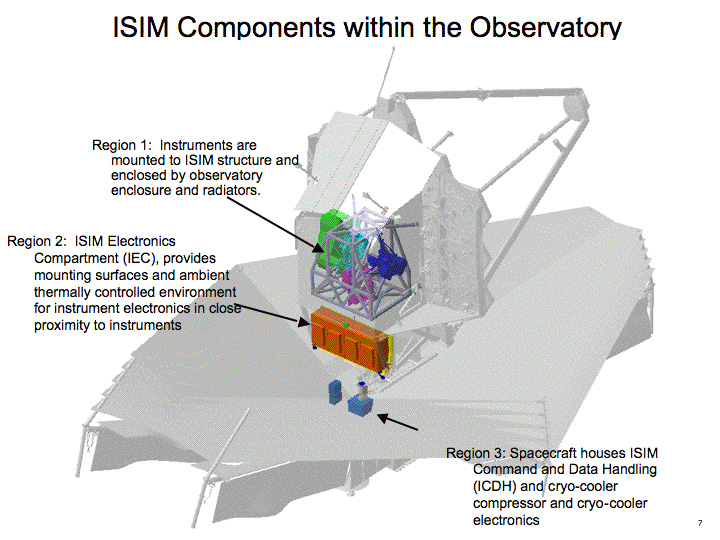 ISIM Components within the Observatory
Region 1: Instruments are
mounted to ISIM structure and
enclosed by observatory
enclosure and radiators.
Region 2: ISIM Electronics
Compartment (IEC), provides
mounting surfaces and ambient
thermally controlled environment
for instrument electronics in close
proximity to instruments
Region 3: Spacecraft houses ISIM
Command and Data Handling
(ICDH) and cryo-cooler
compressor and cryo-cooler
electronics
7